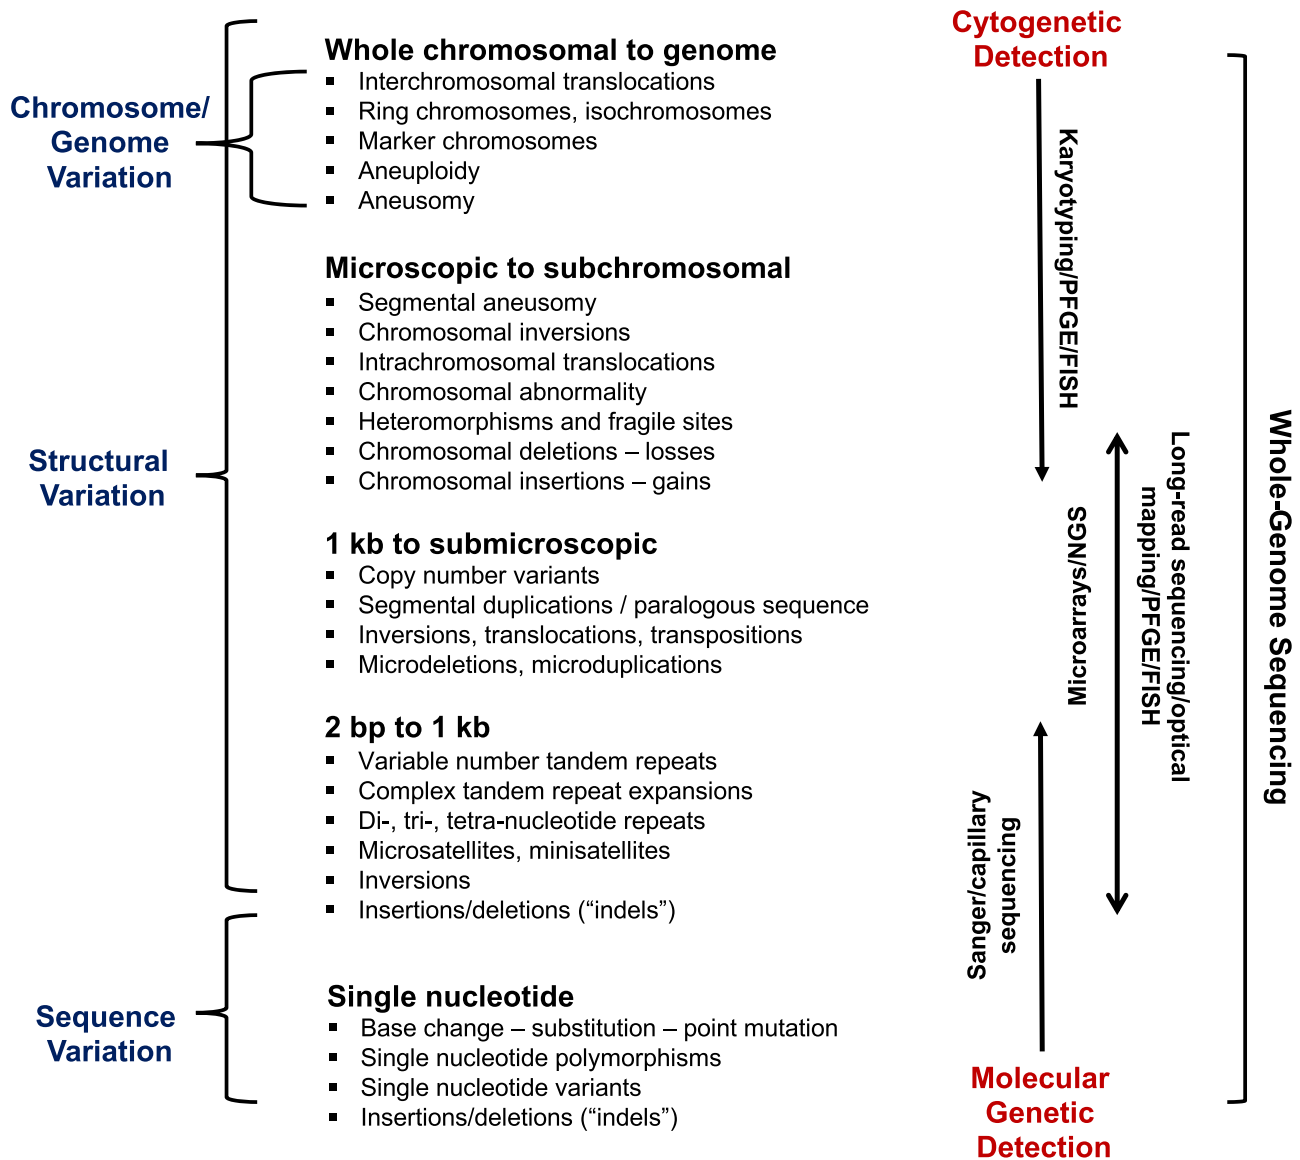 Chromosome/
Genome
Variation
Structural
Variation
Sequence
Variation
Whole chromosomal to genome
▪ Interchromosomal translocations
▪ Ring chromosomes, isochromosomes
▪ Marker chromosomes
▪ Aneuploidy
▪ Aneusomy
Microscopic to subchromosomal
▪ Segmental aneusomy
▪ Chromosomal inversions
▪ Intrachromosomal translocations
▪ Chromosomal abnormality
▪ Heteromorphisms and fragile sites
▪ Chromosomal deletions – losses
▪ Chromosomal insertions – gains
1 kb to submicroscopic
▪ Copy number variants
▪ Segmental duplications / paralogous sequence
▪ Inversions, translocations, transpositions
▪ Microdeletions, microduplications
2 bp to 1 kb
▪ Variable number tandem repeats
▪ Complex tandem repeat expansions
▪ Di-, tri-, tetra-nucleotide repeats
▪ Microsatellites, minisatellites
▪ Inversions
▪ Insertions/deletions (“indels”)
Single nucleotide
▪ Base change – substitution – point mutation
▪ Single nucleotide polymorphisms
▪ Single nucleotide variants
▪ Insertions/deletions (“indels”)
Cytogenetic
Detection
Karyotyping/PFGE/FISH
Microarrays/NGS
Sanger/capillary
sequencing
Long-read sequencing/optical
mapping/PFGE/FISH
Molecular
Genetic
Detection
Whole-Genome Sequencing